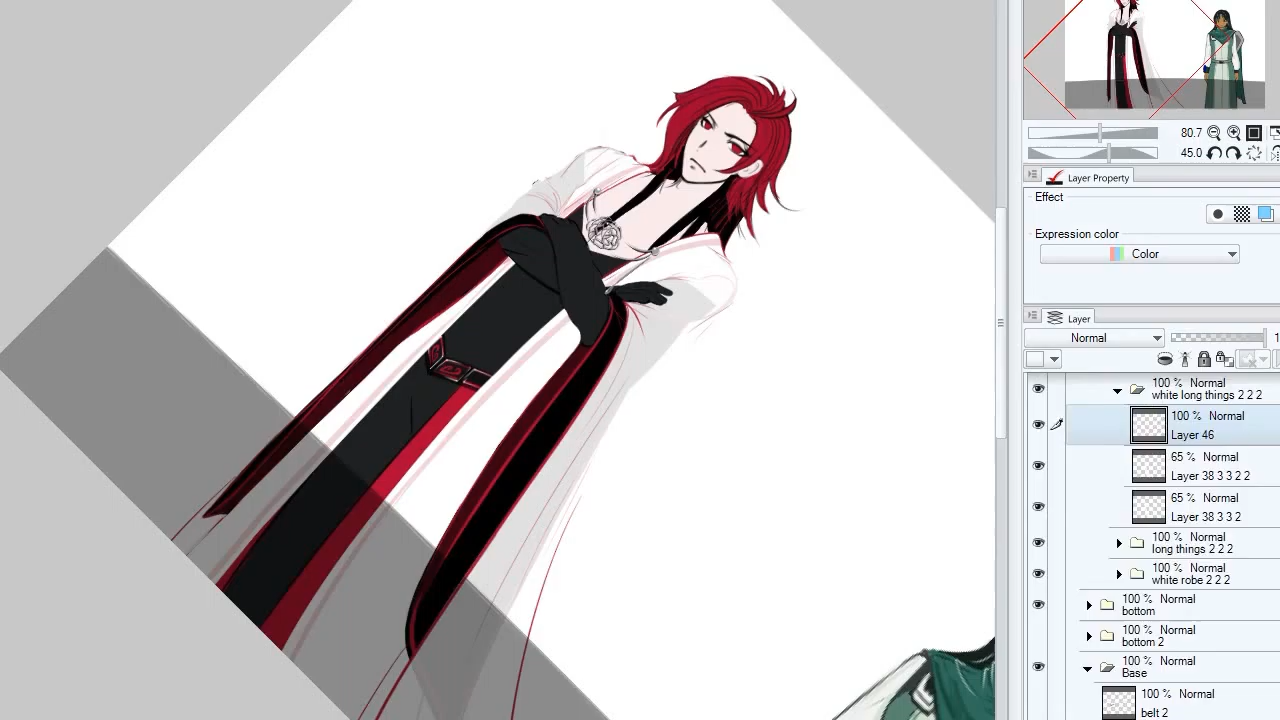 80.7
45.0
Layer Property
Effect
Expression color
Color
Layer
Normal
100 % Normal
white long things 2 2 2
100 % Normal
Layer 46
65 % Normal
Layer 38 3 3 2 2
65 % Normal
Layer 38 3 3 2
100 % Normal
long things 2 2 2
100 % Normal
white robe 2 2 2
100 % Normal
bottom
100 % Normal
bottom 2
100 % Normal
Base
100 % Normal
belt 2